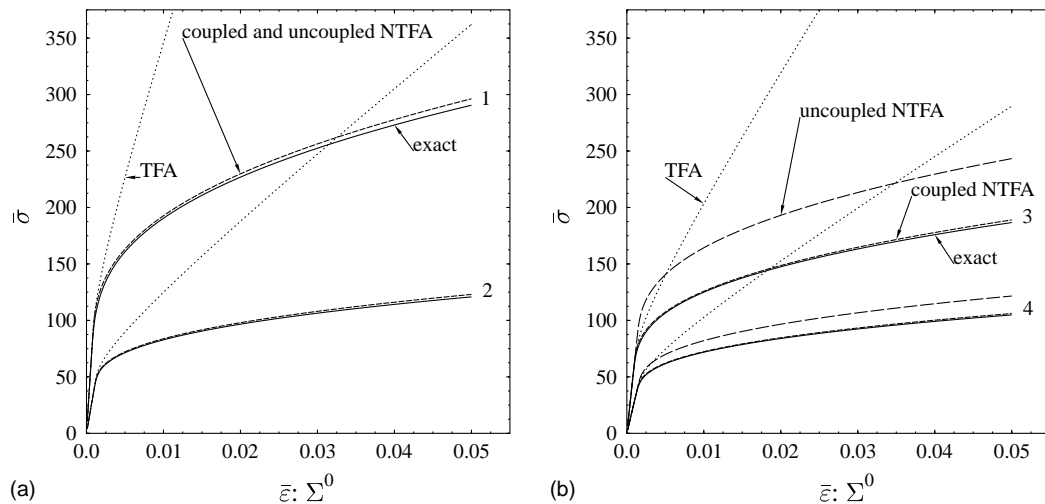 350
300
250
200
150
100
50
0
σ̄
coupled and uncoupled NTFA
TFA
exact
1
2
0.0 0.01 0.02 0.03 0.04 0.05
(a)
ε̄: Σ⁰
350
300
250
200
150
100
50
0
σ̄
uncoupled NTFA
TFA
coupled NTFA
3
exact
4
0.0 0.01 0.02 0.03 0.04 0.05
(b)
ε̄: Σ⁰